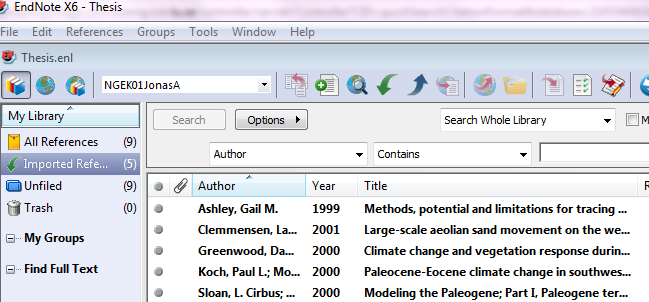 EndNote X6 - Thesis
File Edit References Groups Tools Window Help
Thesis.enl
NGEK01JonasA
My Library
Search Options Search Whole Library M
All References (9)
Imported Refe... (5)
Author Contains
Unfiled (9)
Author Year Title R
Trash (0)
Ashley, Gail M. 1999 Methods, potential and limitations for tracing ...
Clemmensen, La... 2001 Large-scale aeolian sand movement on the we...
My Groups
Greenwood, Da... 2000 Climate change and vegetation response durin...
Find Full Text
Koch, Paul L.; Mo... 2000 Paleocene-Eocene climate change in southwes...
Sloan, L. Cirbus; ... 2000 Modeling the Paleogene; Part I, Paleogene ter...